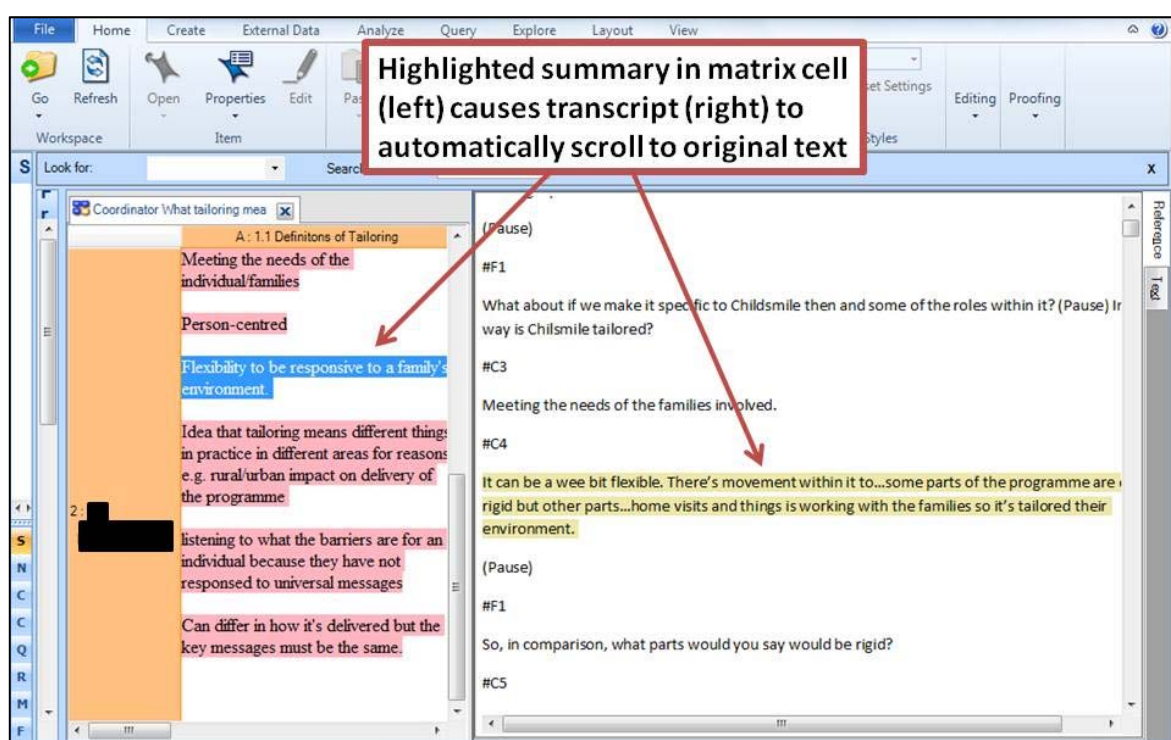 File Home Create External Data Analyze Query Explore Layout View
Go Refresh Open Properties Edit Editing Proofing
Workspace Item
Highlighted summary in matrix cell
(left) causes transcript (right) to
automatically scroll to original text
S Look for: x
Coordinator What tailoring mea x
A : 1.1 Definitons of Tailoring
Meeting the needs of the
individual/families
Person-centred
Flexibility to be responsive to a family's
environment.
Idea that tailoring means different things
in practice in different areas for reasons
e.g. rural/urban impact on delivery of
the programme
2 :
listening to what the barriers are for an
individual because they have not
responsed to universal messages
Can differ in how it's delivered but the
key messages must be the same.
S
N
C
C
Q
R
M
F
(Pause)
#F1
What about if we make it specific to Childsmile then and some of the roles within it? (Pause) In
way is Chilsmile tailored?
#C3
Meeting the needs of the families involved.
#C4
It can be a wee bit flexible. There's movement within it to...some parts of the programme are
rigid but other parts...home visits and things is working with the families so it's tailored their
environment.
(Pause)
#F1
So, in comparison, what parts would you say would be rigid?
#C5
Reference
Text